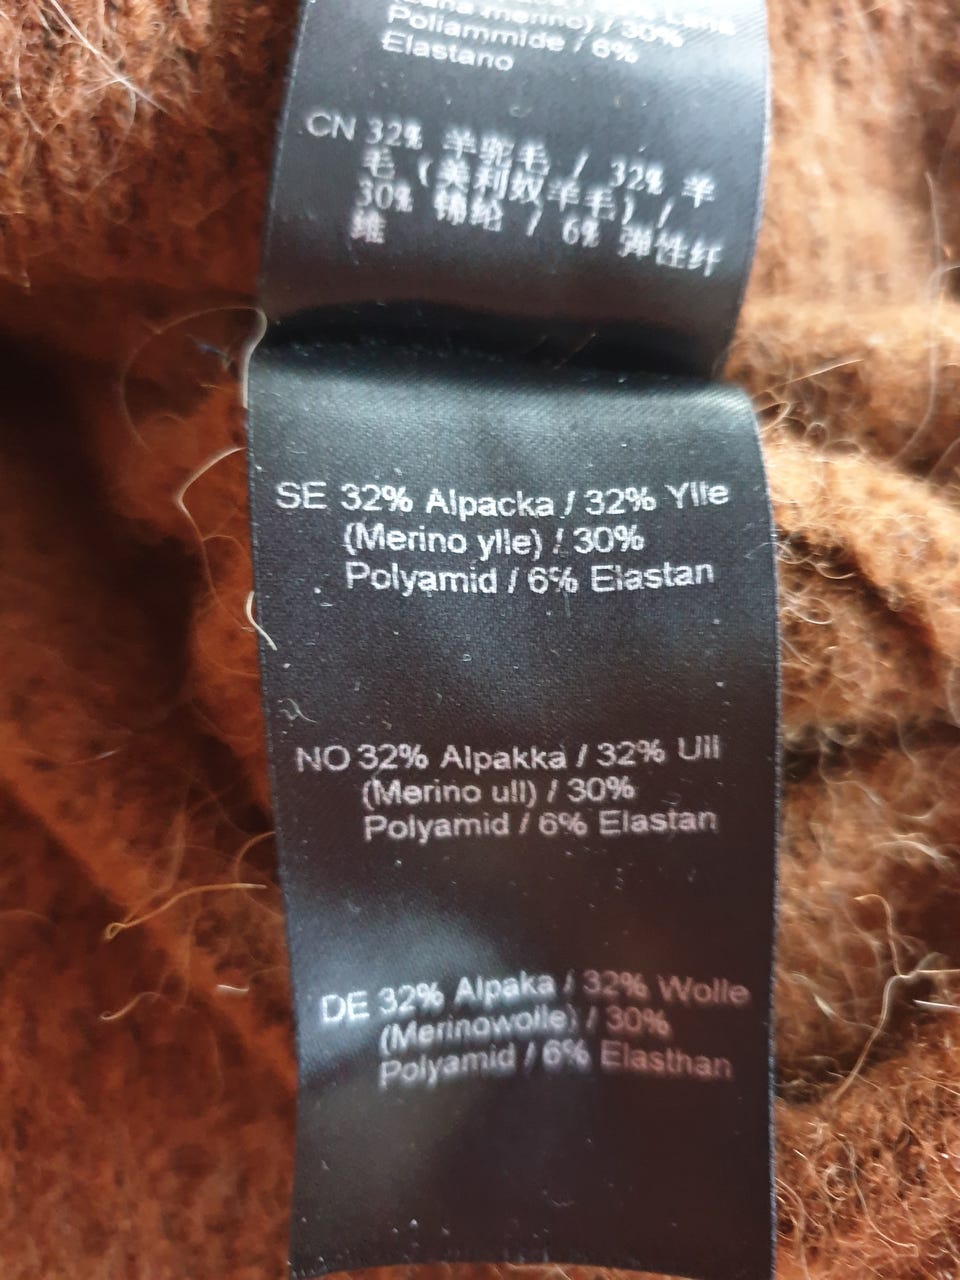 merino) / 30%
Poliammide / 6%
Elastano
CN 32% 羊驼毛 / 32% 羊
毛 (美利奴羊毛) /
30% 锦纶 / 6% 弹性纤
维
SE 32% Alpacka / 32% Ylle
(Merino ylle) / 30%
Polyamid / 6% Elastan
NO 32% Alpakka / 32% Ull
(Merino ull) / 30%
Polyamid / 6% Elastan
DE 32% Alpaka / 32% Wolle
(Merinowolle) / 30%
Polyamid / 6% Elasthan